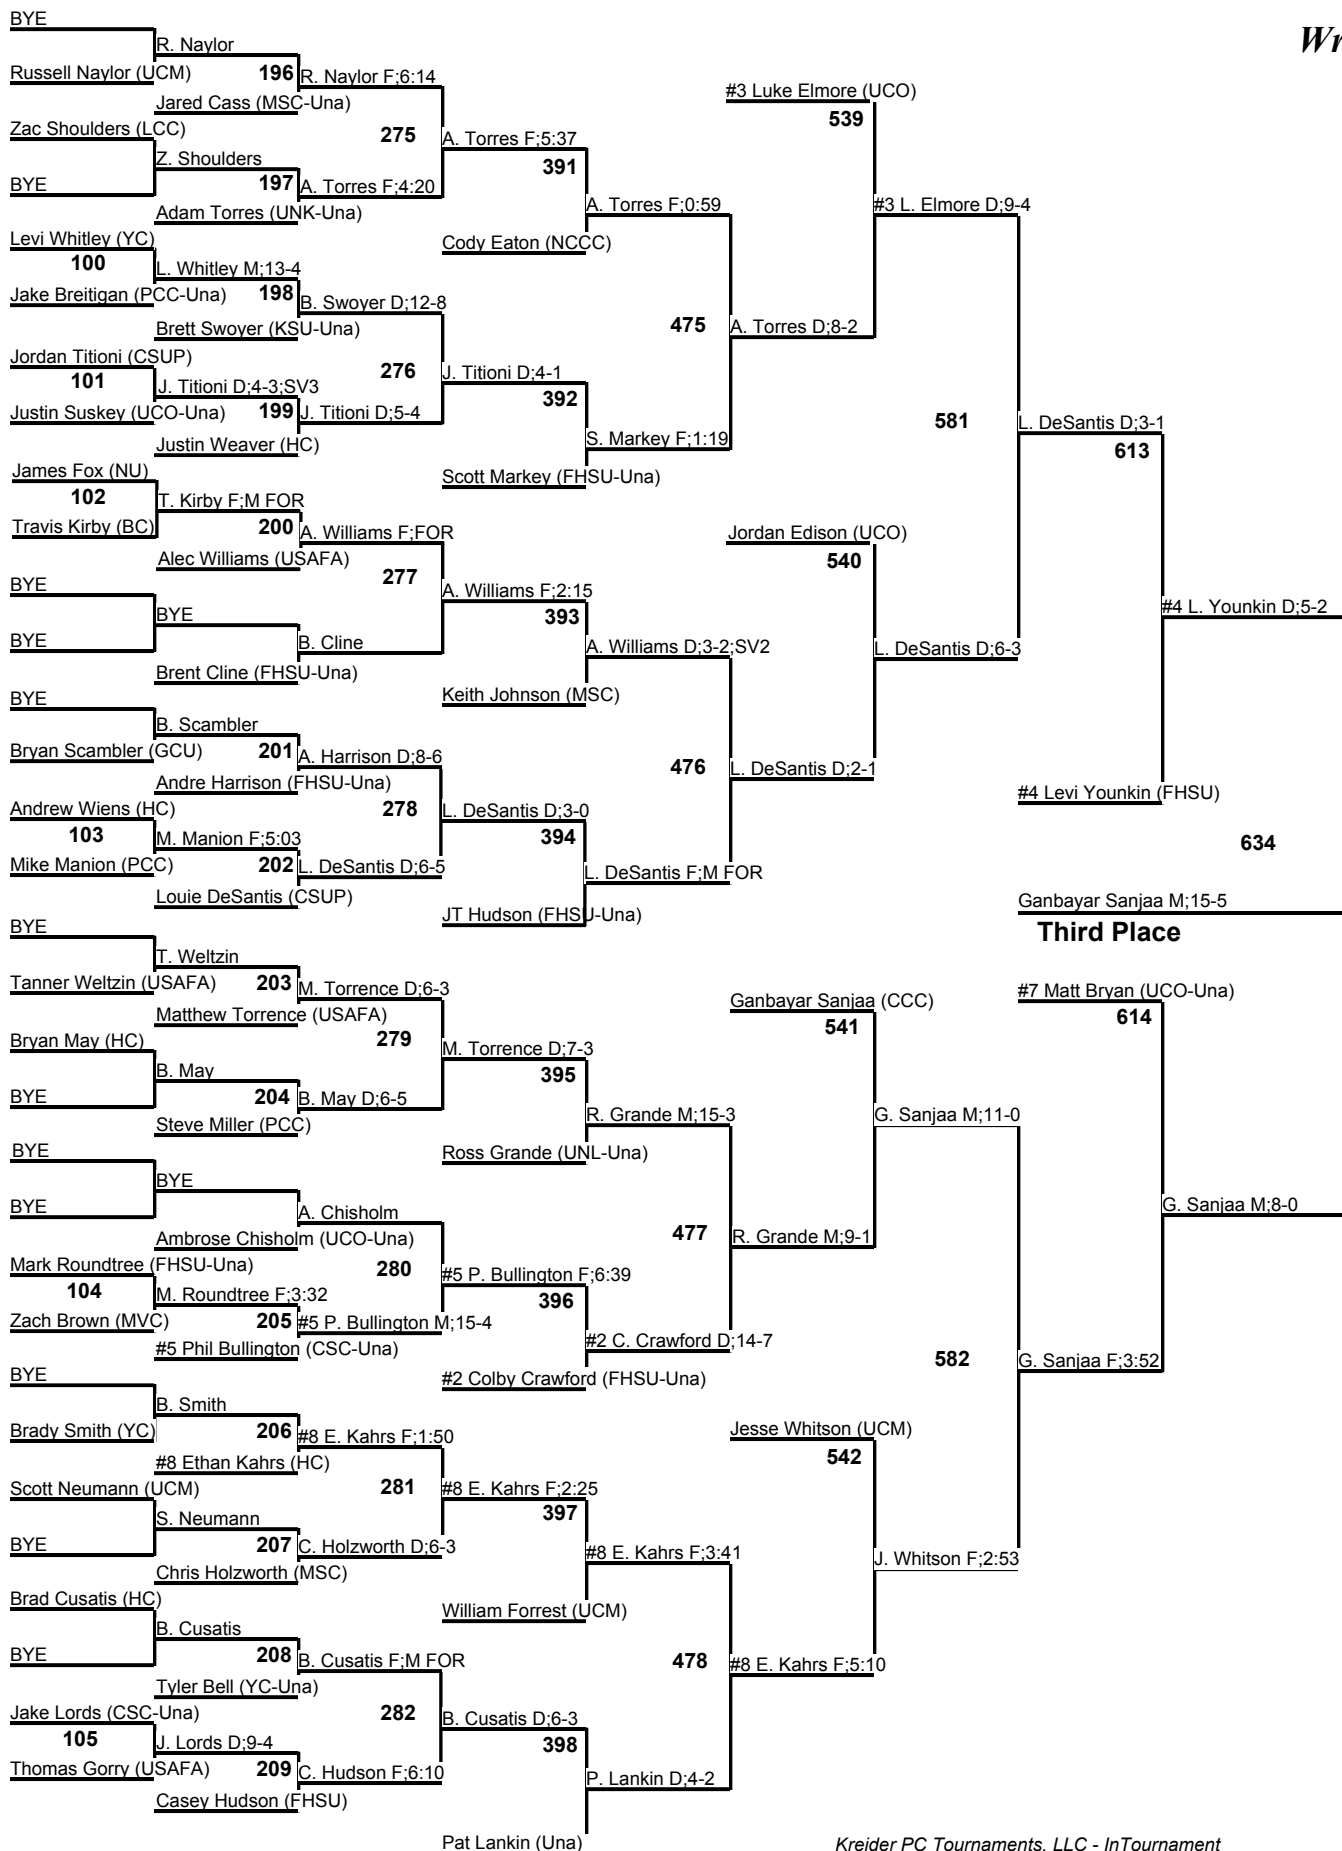 BYE
Wr
R. Naylor
Russell Naylor (UCM)
196
R. Naylor F;6:14
#3 Luke Elmore (UCO)
Jared Cass (MSC-Una)
539
Zac Shoulders (LCC)
275
A. Torres F;5:37
Z. Shoulders
391
BYE
197
A. Torres F;4:20
A. Torres F;0:59
#3 L. Elmore D;9-4
Adam Torres (UNK-Una)
Levi Whitley (YC)
Cody Eaton (NCCC)
100
L. Whitley M;13-4
Jake Breitigan (PCC-Una)
198
B. Swoyer D;12-8
Brett Swoyer (KSU-Una)
475
A. Torres D;8-2
Jordan Titioni (CSUP)
276
J. Titioni D;4-1
101
J. Titioni D;4-3;SV3
392
Justin Suskey (UCO-Una)
199
J. Titioni D;5-4
581
L. DeSantis D;3-1
Justin Weaver (HC)
S. Markey F;1:19
613
James Fox (NU)
Scott Markey (FHSU-Una)
102
T. Kirby F;M FOR
Travis Kirby (BC)
200
A. Williams F;FOR
Jordan Edison (UCO)
Alec Williams (USAFA)
540
BYE
277
A. Williams F;2:15
BYE
393
#4 L. Younkin D;5-2
BYE
B. Cline
A. Williams D;3-2;SV2
L. DeSantis D;6-3
Brent Cline (FHSU-Una)
Keith Johnson (MSC)
BYE
B. Scambler
Bryan Scambler (GCU)
201
A. Harrison D;8-6
476
L. DeSantis D;2-1
Andre Harrison (FHSU-Una)
#4 Levi Younkin (FHSU)
Andrew Wiens (HC)
278
L. DeSantis D;3-0
103
M. Manion F;5:03
394
634
Mike Manion (PCC)
202
L. DeSantis D;6-5
L. DeSantis F;M FOR
Louie DeSantis (CSUP)
Ganbayar Sanjaa M;15-5
JT Hudson (FHSU-Una)
BYE
Third Place
T. Weltzin
Tanner Weltzin (USAFA)
203
M. Torrence D;6-3
Ganbayar Sanjaa (CCC)
#7 Matt Bryan (UCO-Una)
Matthew Torrence (USAFA)
541
614
Bryan May (HC)
279
M. Torrence D;7-3
B. May
395
BYE
204
B. May D;6-5
R. Grande M;15-3
G. Sanjaa M;11-0
Steve Miller (PCC)
BYE
Ross Grande (UNL-Una)
BYE
BYE
A. Chisholm
G. Sanjaa M;8-0
Ambrose Chisholm (UCO-Una)
477
R. Grande M;9-1
Mark Roundtree (FHSU-Una)
280
#5 P. Bullington F;6:39
104
M. Roundtree F;3:32
396
Zach Brown (MVC)
205
#5 P. Bullington M;15-4
#2 C. Crawford D;14-7
#5 Phil Bullington (CSC-Una)
582
G. Sanjaa F;3:52
BYE
#2 Colby Crawford (FHSU-Una)
B. Smith
Brady Smith (YC)
206
#8 E. Kahrs F;1:50
Jesse Whitson (UCM)
#8 Ethan Kahrs (HC)
542
Scott Neumann (UCM)
281
#8 E. Kahrs F;2:25
S. Neumann
397
BYE
207
C. Holzworth D;6-3
#8 E. Kahrs F;3:41
J. Whitson F;2:53
Chris Holzworth (MSC)
Brad Cusatis (HC)
William Forrest (UCM)
B. Cusatis
BYE
208
B. Cusatis F;M FOR
478
#8 E. Kahrs F;5:10
Tyler Bell (YC-Una)
Jake Lords (CSC-Una)
282
B. Cusatis D;6-3
105
J. Lords D;9-4
398
Thomas Gorry (USAFA)
209
C. Hudson F;6:10
P. Lankin D;4-2
Casey Hudson (FHSU)
Pat Lankin (Una)
Kreider PC Tournaments, LLC - InTournament